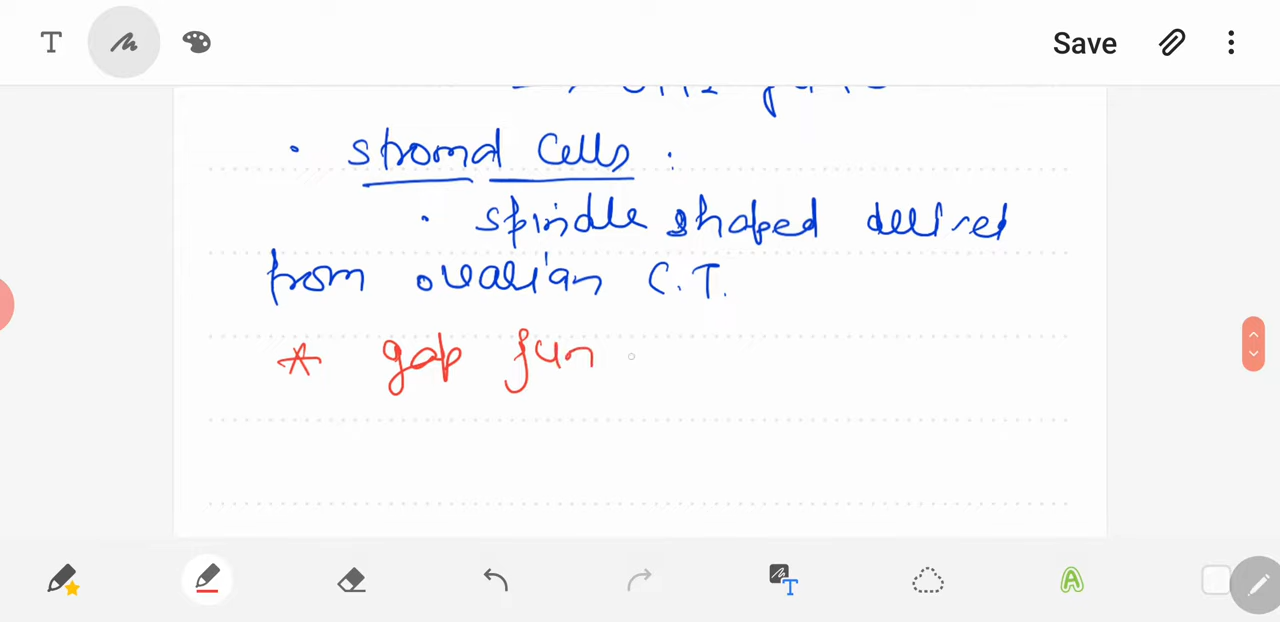 T Save
• stromal cells :
• spindle shaped derived
from ovarian C.T.
* gap jun